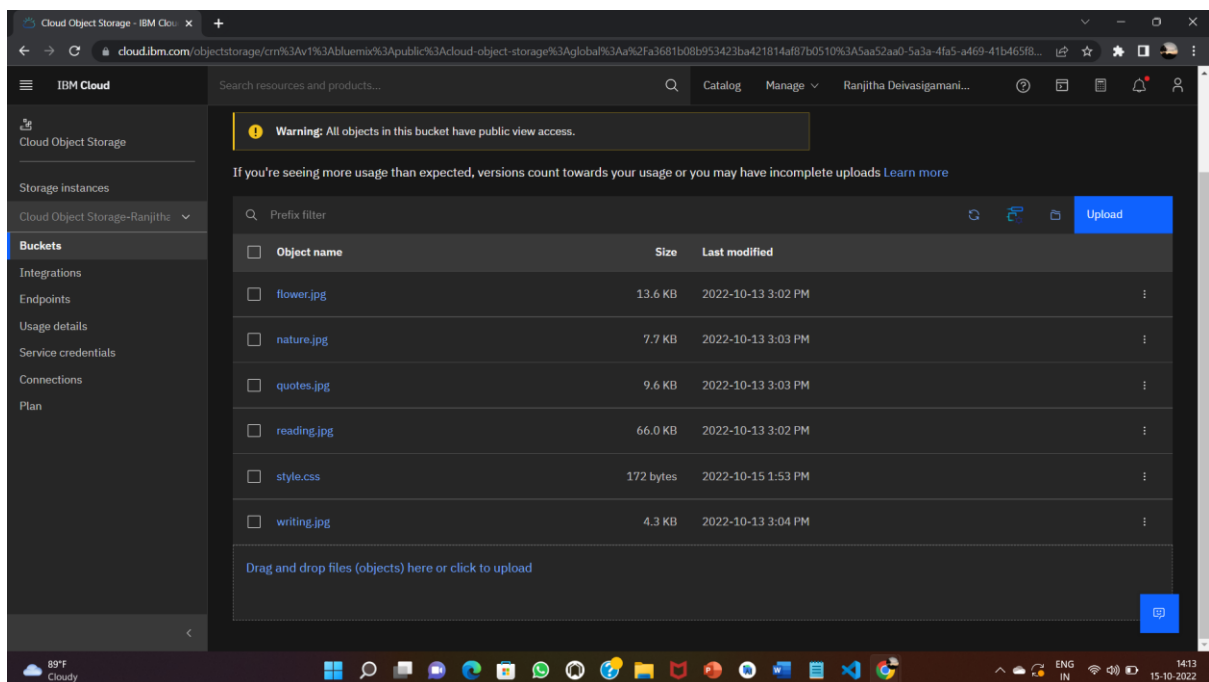 Cloud Object Storage - IBM Clou
cloud.ibm.com/objectstorage/crn%3Av1%3Abluemix%3Apublic%3Acloud-object-storage%3Aglobal%3Aa%2Fa3681b08b953423ba421814af87b0510%3A5aa52aa0-5a3a-4fa5-a469-41b465f8...
IBM Cloud
Search resources and products...
Catalog
Manage
Ranjitha Deivasigamani...
Cloud Object Storage
Storage instances
Cloud Object Storage-Ranjitha
Buckets
Integrations
Endpoints
Usage details
Service credentials
Connections
Plan
Warning: All objects in this bucket have public view access.
If you're seeing more usage than expected, versions count towards your usage or you may have incomplete uploads Learn more
Prefix filter
Upload
Object name Size Last modified
flower.jpg 13.6 KB 2022-10-13 3:02 PM
nature.jpg 7.7 KB 2022-10-13 3:03 PM
quotes.jpg 9.6 KB 2022-10-13 3:03 PM
reading.jpg 66.0 KB 2022-10-13 3:02 PM
style.css 172 bytes 2022-10-15 1:53 PM
writing.jpg 4.3 KB 2022-10-13 3:04 PM
Drag and drop files (objects) here or click to upload
89°F
Cloudy
ENG
IN
14:13
15-10-2022